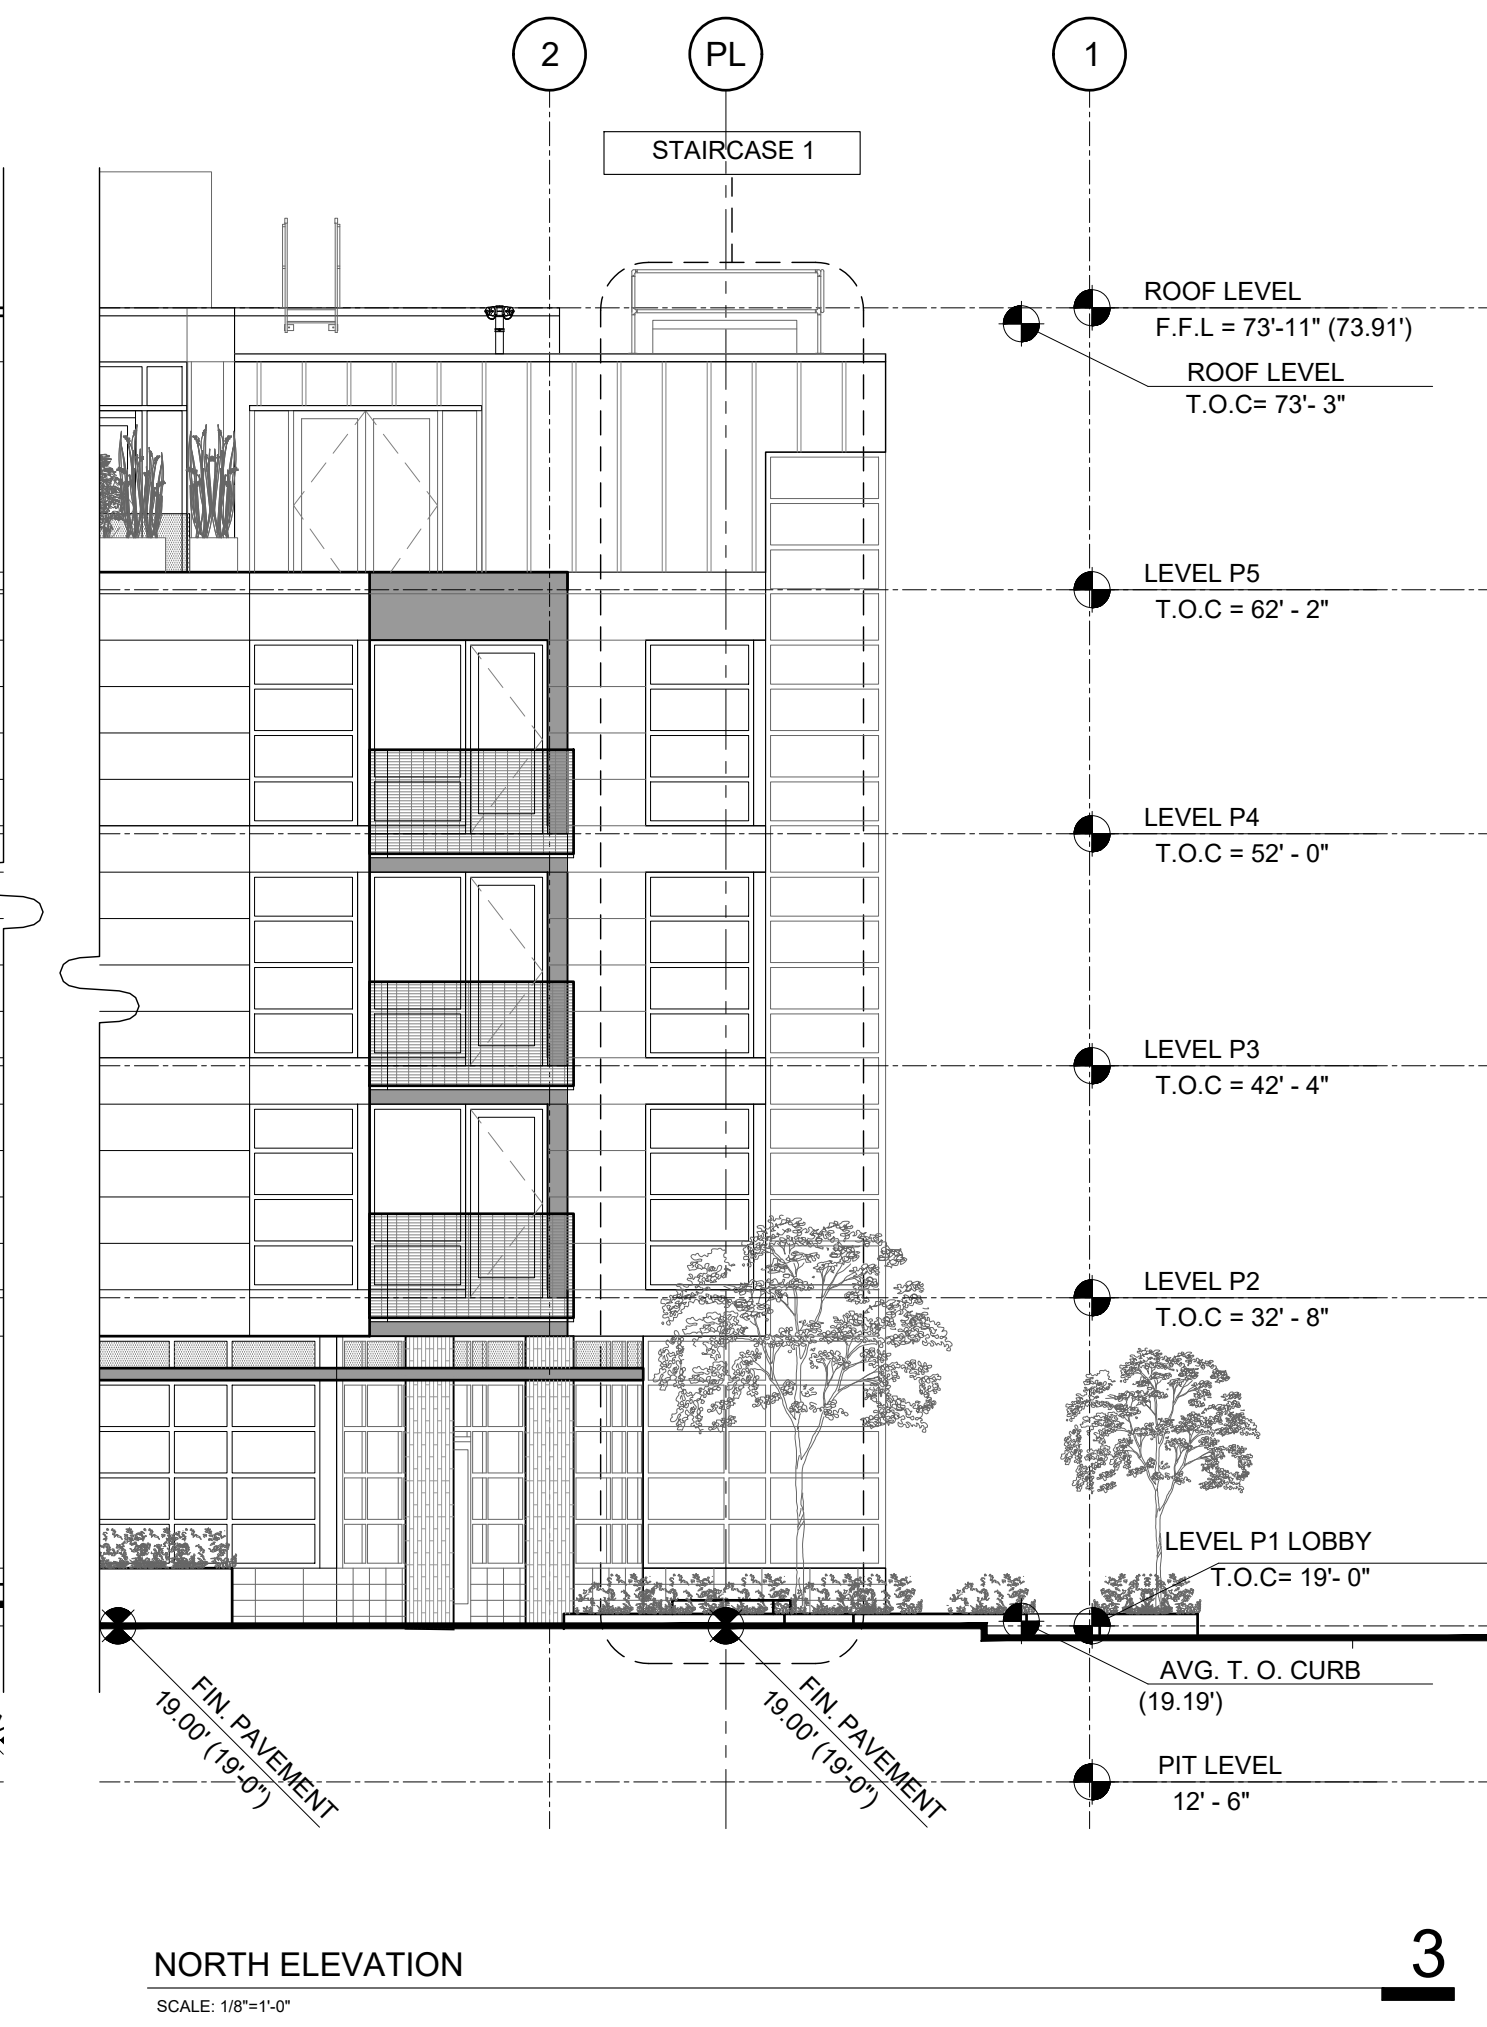 2
PL
1
STAIRCASE 1
ROOF LEVEL
F.F.L = 73'-11" (73.91')
ROOF LEVEL
T.O.C= 73'- 3"
LEVEL P5
T.O.C = 62' - 2"
LEVEL P4
T.O.C = 52' - 0"
LEVEL P3
T.O.C = 42' - 4"
LEVEL P2
T.O.C = 32' - 8"
LEVEL P1 LOBBY
T.O.C= 19'- 0"
AVG. T. O. CURB
(19.19')
FIN. PAVEMENT
19.00' (19'-0")
FIN. PAVEMENT
19.00' (19'-0")
PIT LEVEL
12' - 6"
NORTH ELEVATION
3
SCALE: 1/8"=1'-0"